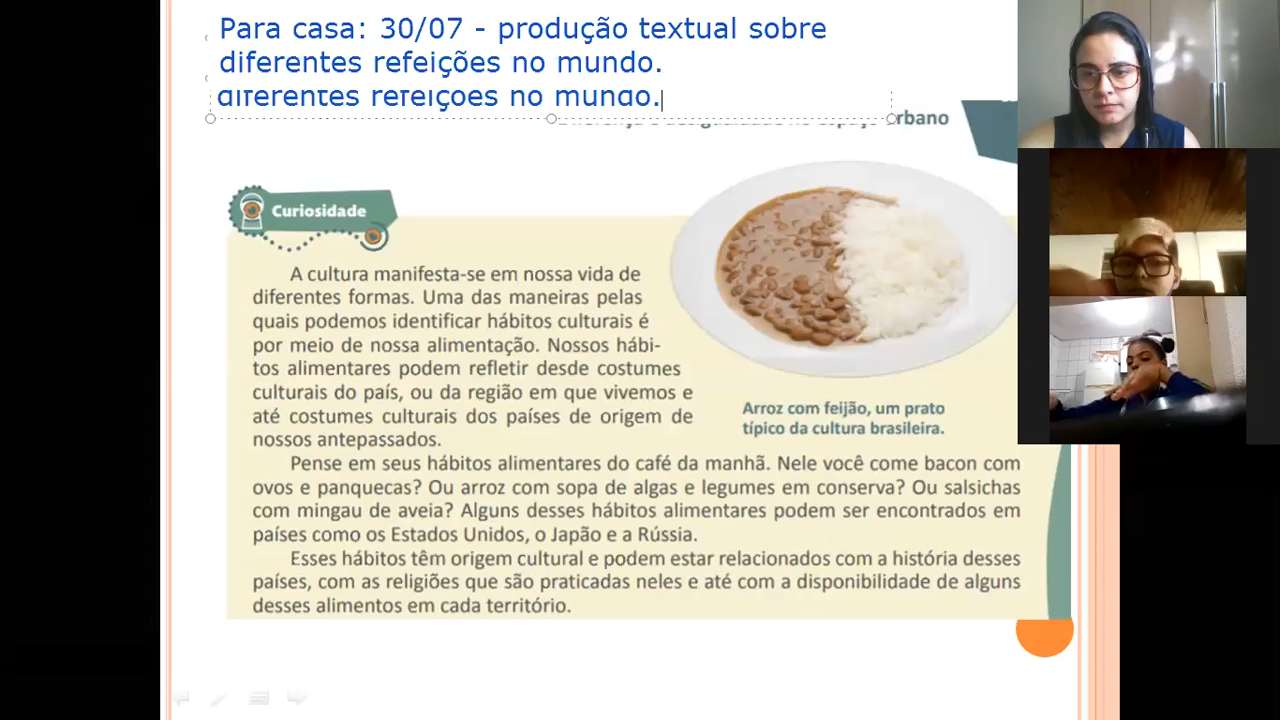 Para casa: 30/07 - produção textual sobre
diferentes refeições no mundo.
diferentes refeições no mundo.
Diferença e desigualdade no espaço urbano
Curiosidade
A cultura manifesta-se em nossa vida de
diferentes formas. Uma das maneiras pelas
quais podemos identificar hábitos culturais é
por meio de nossa alimentação. Nossos hábi-
tos alimentares podem refletir desde costumes
culturais do país, ou da região em que vivemos e
até costumes culturais dos países de origem de
nossos antepassados.
Arroz com feijão, um prato
típico da cultura brasileira.
Pense em seus hábitos alimentares do café da manhã. Nele você come bacon com
ovos e panquecas? Ou arroz com sopa de algas e legumes em conserva? Ou salsichas
com mingau de aveia? Alguns desses hábitos alimentares podem ser encontrados em
países como os Estados Unidos, o Japão e a Rússia.
Esses hábitos têm origem cultural e podem estar relacionados com a história desses
países, com as religiões que são praticadas neles e até com a disponibilidade de alguns
desses alimentos em cada território.